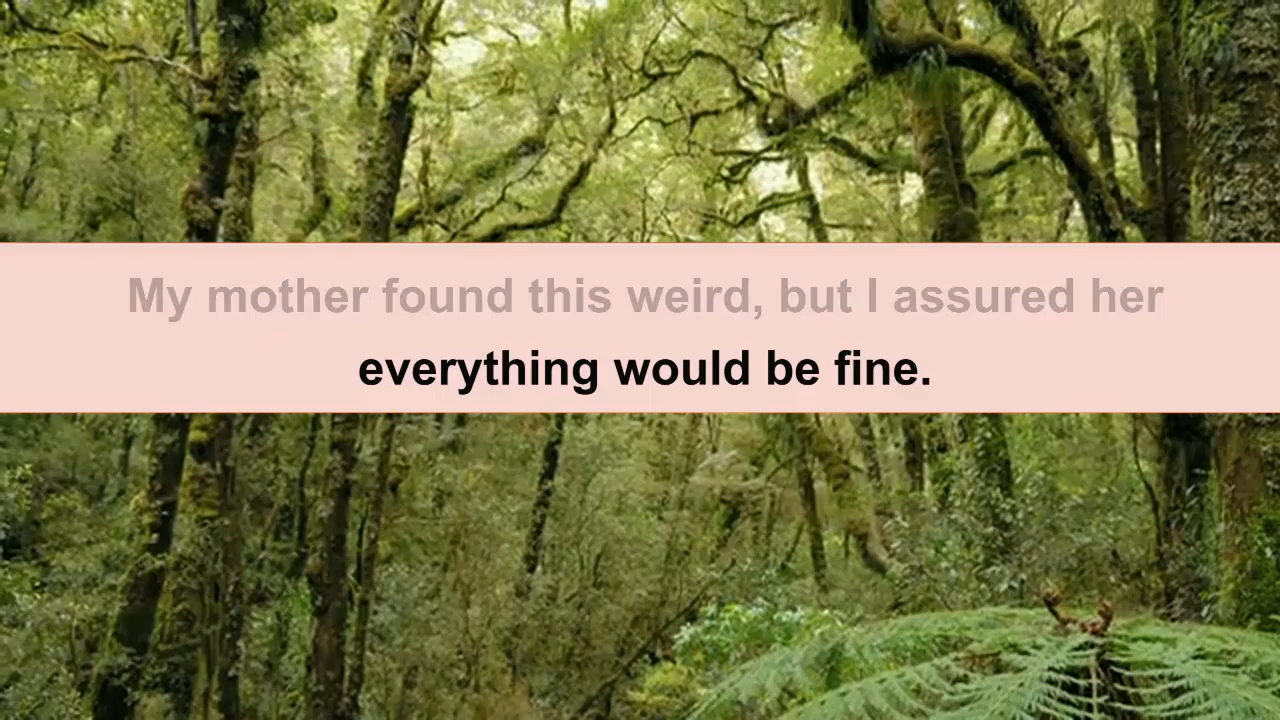 My mother found this weird, but I assured her
everything would be fine.